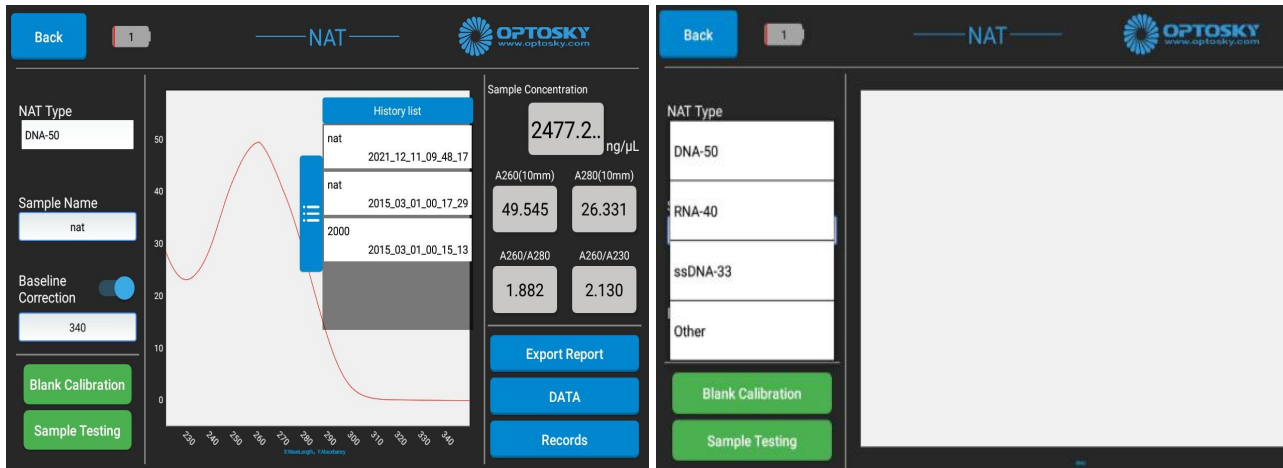 Back
1
NAT
OPTOSKY
www.optosky.com
NAT Type
DNA-50
Sample Name
nat
Baseline
Correction
340
Blank Calibration
Sample Testing
50
40
30
20
10
0
230 240 250 260 270 280 290 300 310 320 330 340
X:WaveLength, Y:Absorbancy
History list
nat
2021_12_11_09_48_17
nat
2015_03_01_00_17_29
2000
2015_03_01_00_15_13
Sample Concentration
2477.2..
ng/µL
A260(10mm) A280(10mm)
49.545 26.331
A260/A280 A260/A230
1.882 2.130
Export Report
DATA
Records
Back
1
NAT
OPTOSKY
www.optosky.com
NAT Type
DNA-50
RNA-40
ssDNA-33
Other
Blank Calibration
Sample Testing